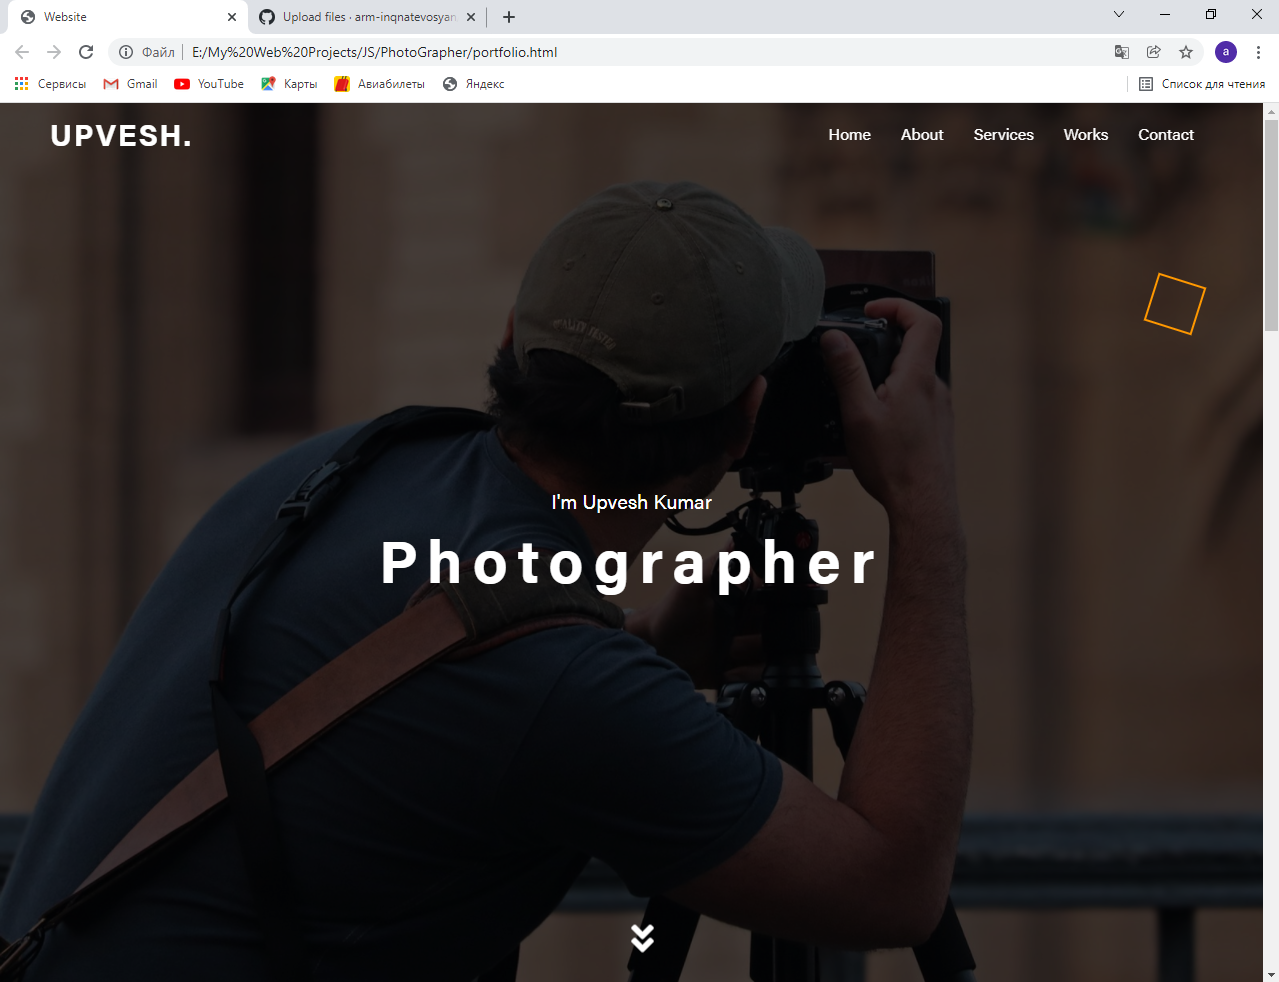 Website
Upload files · arm-inqnatevosyan
Файл
E:/My%20Web%20Projects/JS/PhotoGrapher/portfolio.html
a
Сервисы
Gmail
YouTube
Карты
Авиабилеты
Яндекс
Список для чтения
UPVESH.
Home
About
Services
Works
Contact
I'm Upvesh Kumar
Photographer